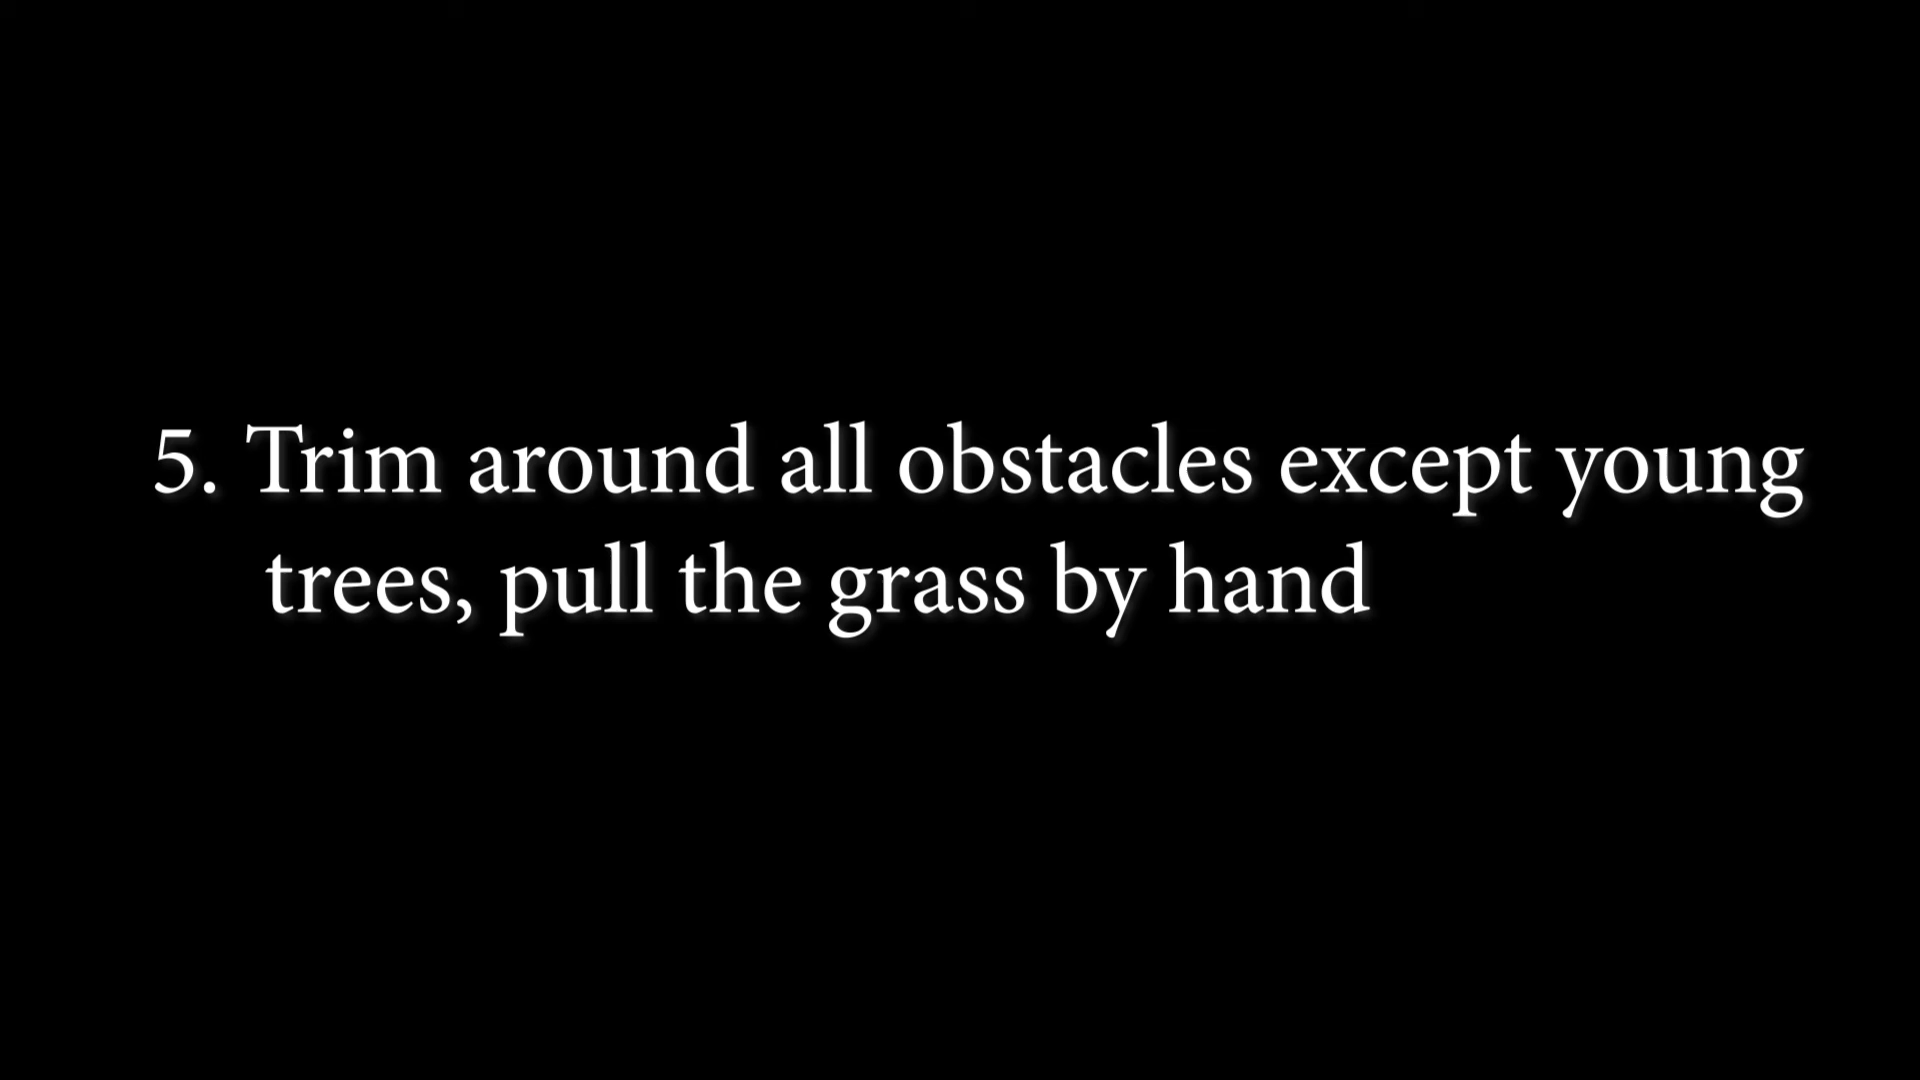 5. Trim around all obstacles except young
trees, pull the grass by hand